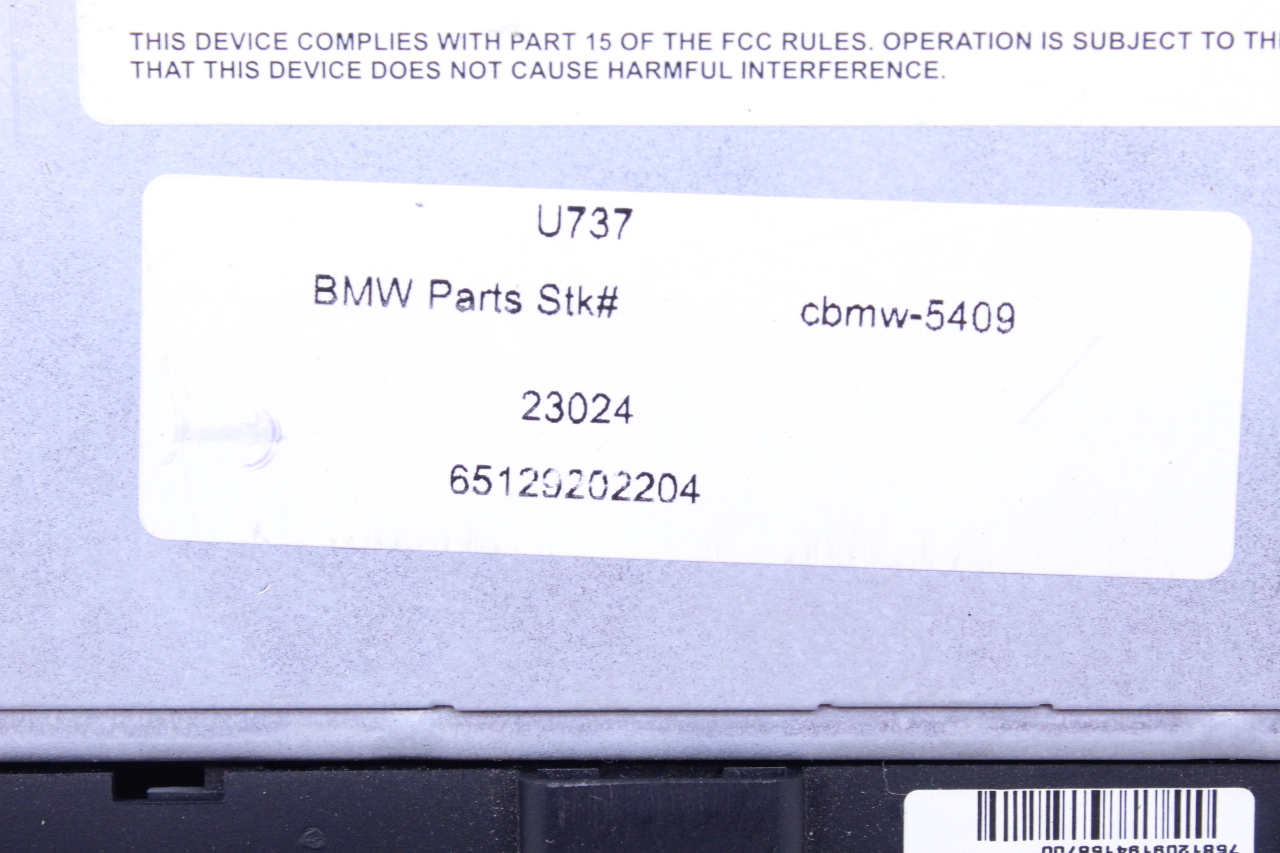 THIS DEVICE COMPLIES WITH PART 15 OF THE FCC RULES. OPERATION IS SUBJECT TO
THAT THIS DEVICE DOES NOT CAUSE HARMFUL INTERFERENCE.
U737
BMW Parts Stk# cbmw-5409
23024
65129202204